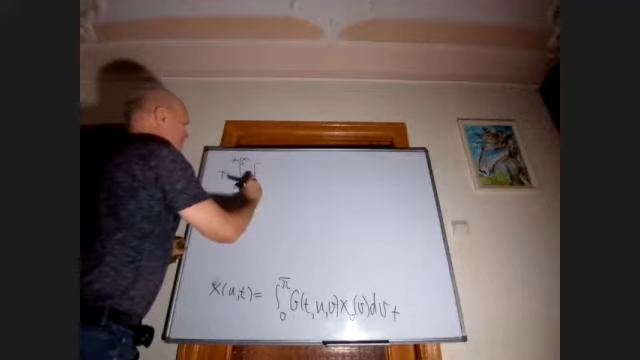 x(u,t) = ∫₀^π G(t,u,v)x₀(v)dv +